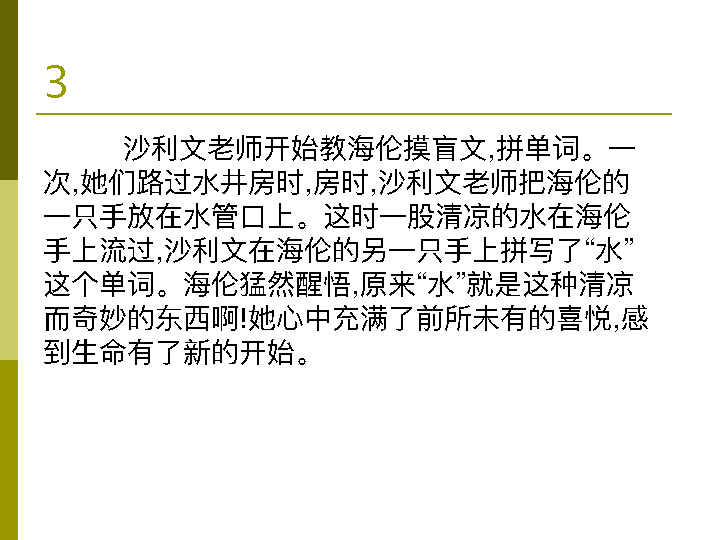 3
沙利文老师开始教海伦摸盲文,拼单词。一
次,她们路过水井房时,房时,沙利文老师把海伦的
一只手放在水管口上。这时一股清凉的水在海伦
手上流过,沙利文在海伦的另一只手上拼写了“水”
这个单词。海伦猛然醒悟,原来“水”就是这种清凉
而奇妙的东西啊!她心中充满了前所未有的喜悦,感
到生命有了新的开始。